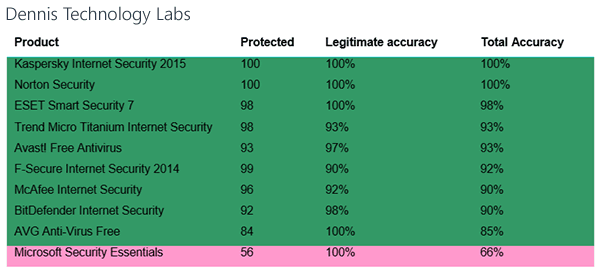 Dennis Technology Labs
Product Protected Legitimate accuracy Total Accuracy
Kaspersky Internet Security 2015 100 100% 100%
Norton Security 100 100% 100%
ESET Smart Security 7 98 100% 98%
Trend Micro Titanium Internet Security 98 93% 93%
Avast! Free Antivirus 93 97% 93%
F-Secure Internet Security 2014 99 90% 92%
McAfee Internet Security 96 92% 90%
BitDefender Internet Security 92 98% 90%
AVG Anti-Virus Free 84 100% 85%
Microsoft Security Essentials 56 100% 66%